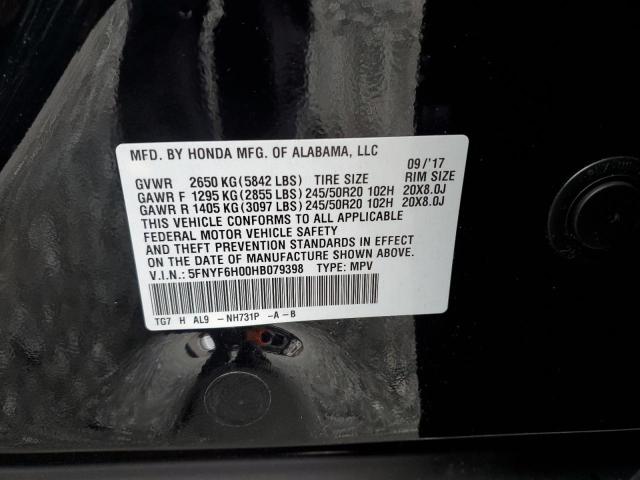 MFD. BY HONDA MFG. OF ALABAMA, LLC 09/'17
GVWR 2650 KG(5842 LBS) TIRE SIZE RIM SIZE
GAWR F 1295 KG(2855 LBS) 245/50R20 102H 20X8.0J
GAWR R 1405 KG(3097 LBS) 245/50R20 102H 20X8.0J
THIS VEHICLE CONFORMS TO ALL APPLICABLE
FEDERAL MOTOR VEHICLE SAFETY
AND THEFT PREVENTION STANDARDS IN EFFECT
ON THE DATE OF MANUFACTURE SHOWN ABOVE.
V.I.N.: 5FNYF6H00HB079398 TYPE: MPV
TG7 H AL9 -NH731P -A-B